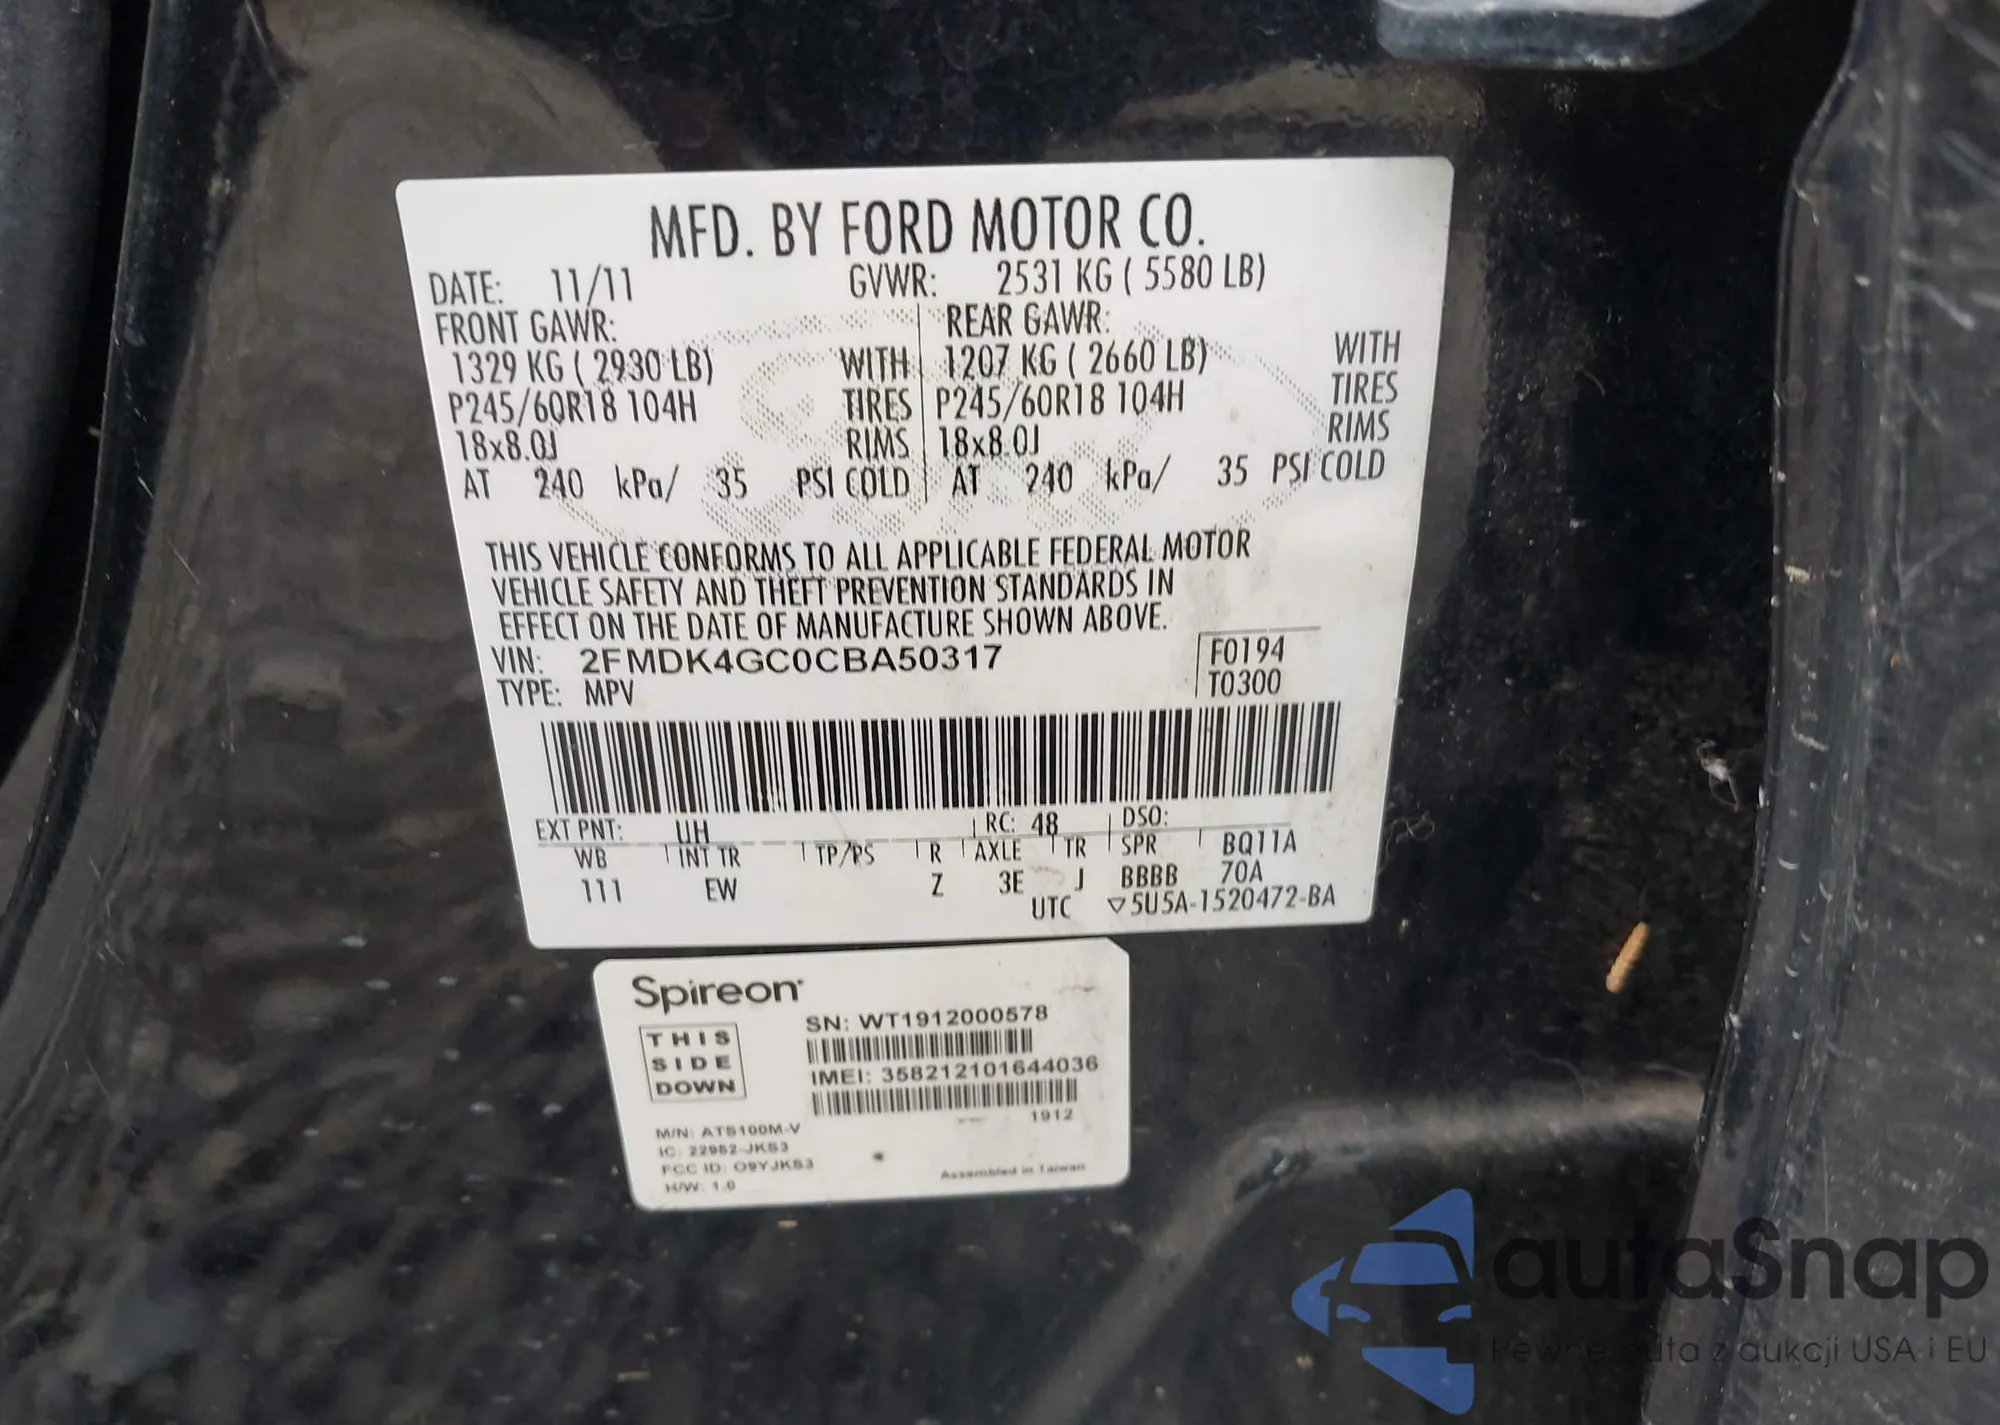 MFD. BY FORD MOTOR CO.
DATE: 11/11 GVWR: 2531 KG ( 5580 LB)
FRONT GAWR: REAR GAWR:
1329 KG ( 2930 LB) WITH 1207 KG ( 2660 LB) WITH
P245/60R18 104H TIRES P245/60R18 104H TIRES
18x8.0J RIMS 18x8.0J RIMS
AT 240 kPa/ 35 PSI COLD AT 240 kPa/ 35 PSI COLD
THIS VEHICLE CONFORMS TO ALL APPLICABLE FEDERAL MOTOR
VEHICLE SAFETY AND THEFT PREVENTION STANDARDS IN
EFFECT ON THE DATE OF MANUFACTURE SHOWN ABOVE.
VIN: 2FMDK4GC0CBA50317 F0194
TYPE: MPV T0300
EXT PNT: UH RC: 48 DSO:
WB INT TR TP/PS R AXLE TR SPR BQ11A
111 EW Z 3E J BBBB 70A
UTC ▽5U5A-1520472-BA
Spireon
THIS
SIDE
DOWN
SN: WT1912000578
IMEI: 358212101644036
1912
M/N: ATS100M-V
IC: 22952-JKS3
FCC ID: O9YJKS3
H/W: 1.0
Assembled in Taiwan
autaSnap
Pewne auta z aukcji USA i EU